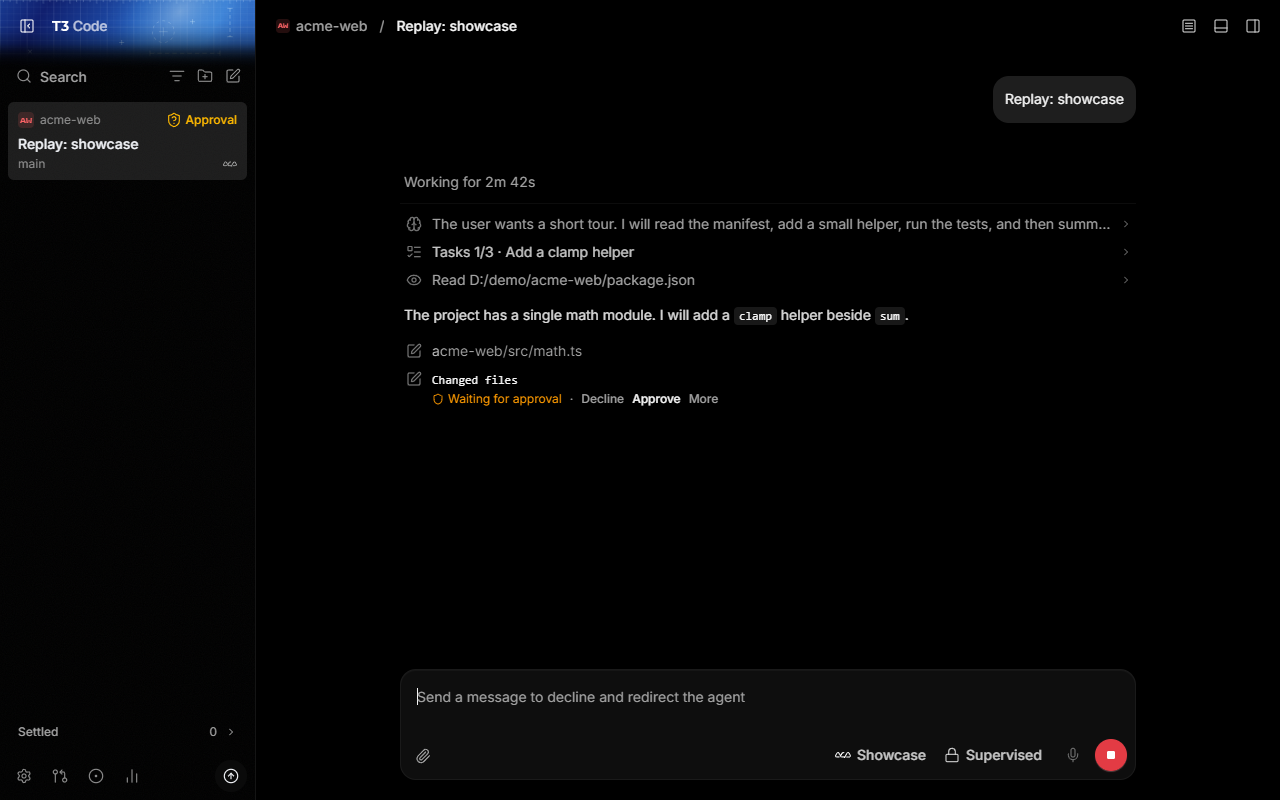 T3 Code
Search
AW acme-web Approval
Replay: showcase
main
Settled 0
AW acme-web / Replay: showcase
Replay: showcase
Working for 2m 42s
The user wants a short tour. I will read the manifest, add a small helper, run the tests, and then summ...
Tasks 1/3 · Add a clamp helper
Read D:/demo/acme-web/package.json
The project has a single math module. I will add a clamp helper beside sum.
acme-web/src/math.ts
Changed files
Waiting for approval · Decline Approve More
Send a message to decline and redirect the agent
Showcase Supervised